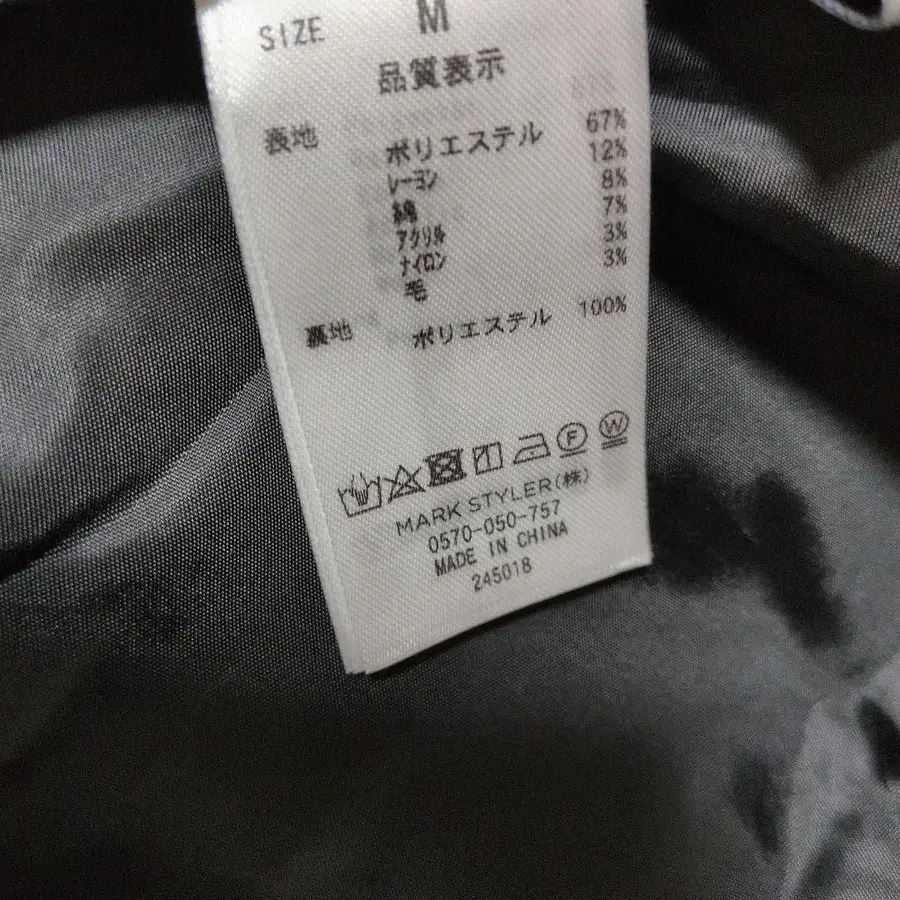 SIZE M
品質表示
表地 ポリエステル 67%
レーヨン 12%
綿 8%
アクリル 7%
ナイロン 3%
毛 3%
裏地 ポリエステル 100%
F W
MARK STYLER(株)
0570-050-757
MADE IN CHINA
245018